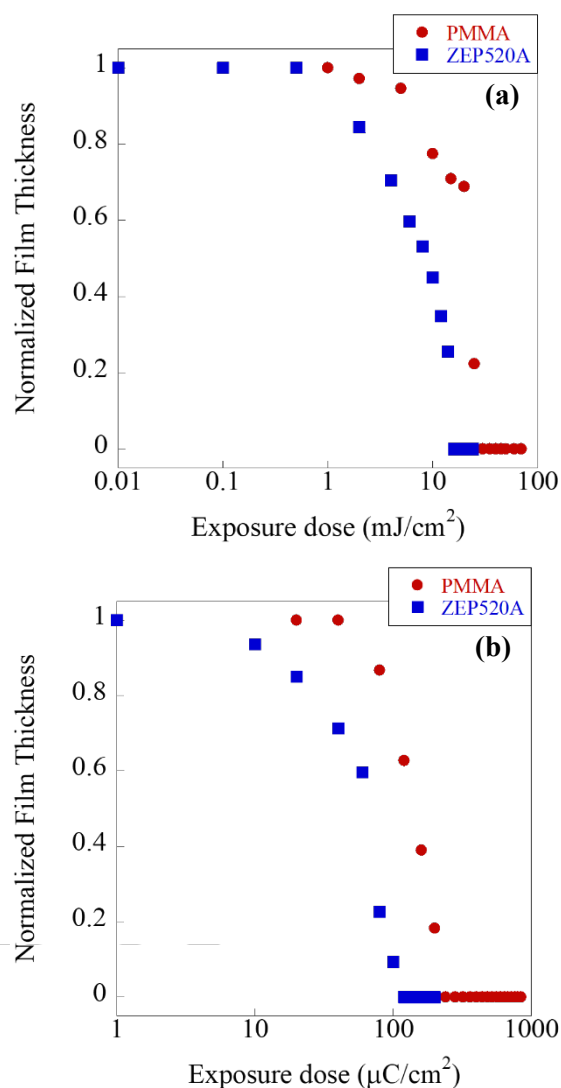 PMMA
ZEP520A
(a)
1
0.8
0.6
0.4
0.2
0
0.01 0.1 1 10 100
Normalized Film Thickness
Exposure dose (mJ/cm²)
PMMA
ZEP520A
(b)
1
0.8
0.6
0.4
0.2
0
1 10 100 1000
Normalized Film Thickness
Exposure dose (μC/cm²)